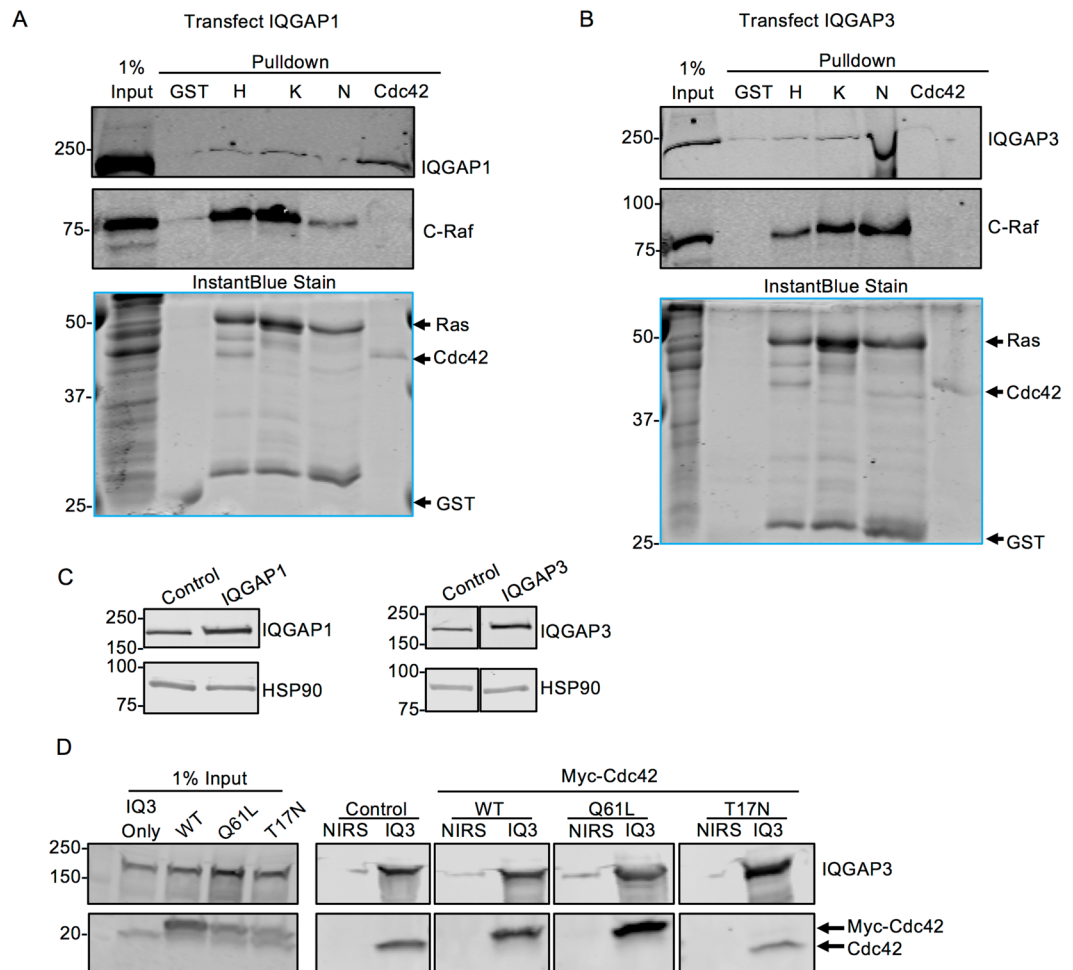 A
Transfect IQGAP1
Pulldown
1%
Input GST H K N Cdc42
250
IQGAP1
75-
C-Raf
InstantBlue Stain
50-
Ras
Cdc42
37-
25-
GST
B
Transfect IQGAP3
Pulldown
1%
Input GST H K N Cdc42
250-
IQGAP3
100-
C-Raf
75-
InstantBlue Stain
50-
Ras
Cdc42
37-
25-
GST
C
Control IQGAP1
250-
IQGAP1
150-
100-
HSP90
75-
Control IQGAP3
250-
IQGAP3
150-
100-
HSP90
75-
D
1% Input
IQ3 Only WT Q61L T17N
Myc-Cdc42
Control WT Q61L T17N
NIRS IQ3 NIRS IQ3 NIRS IQ3 NIRS IQ3
250-
150-
IQGAP3
20-
Myc-Cdc42
Cdc42